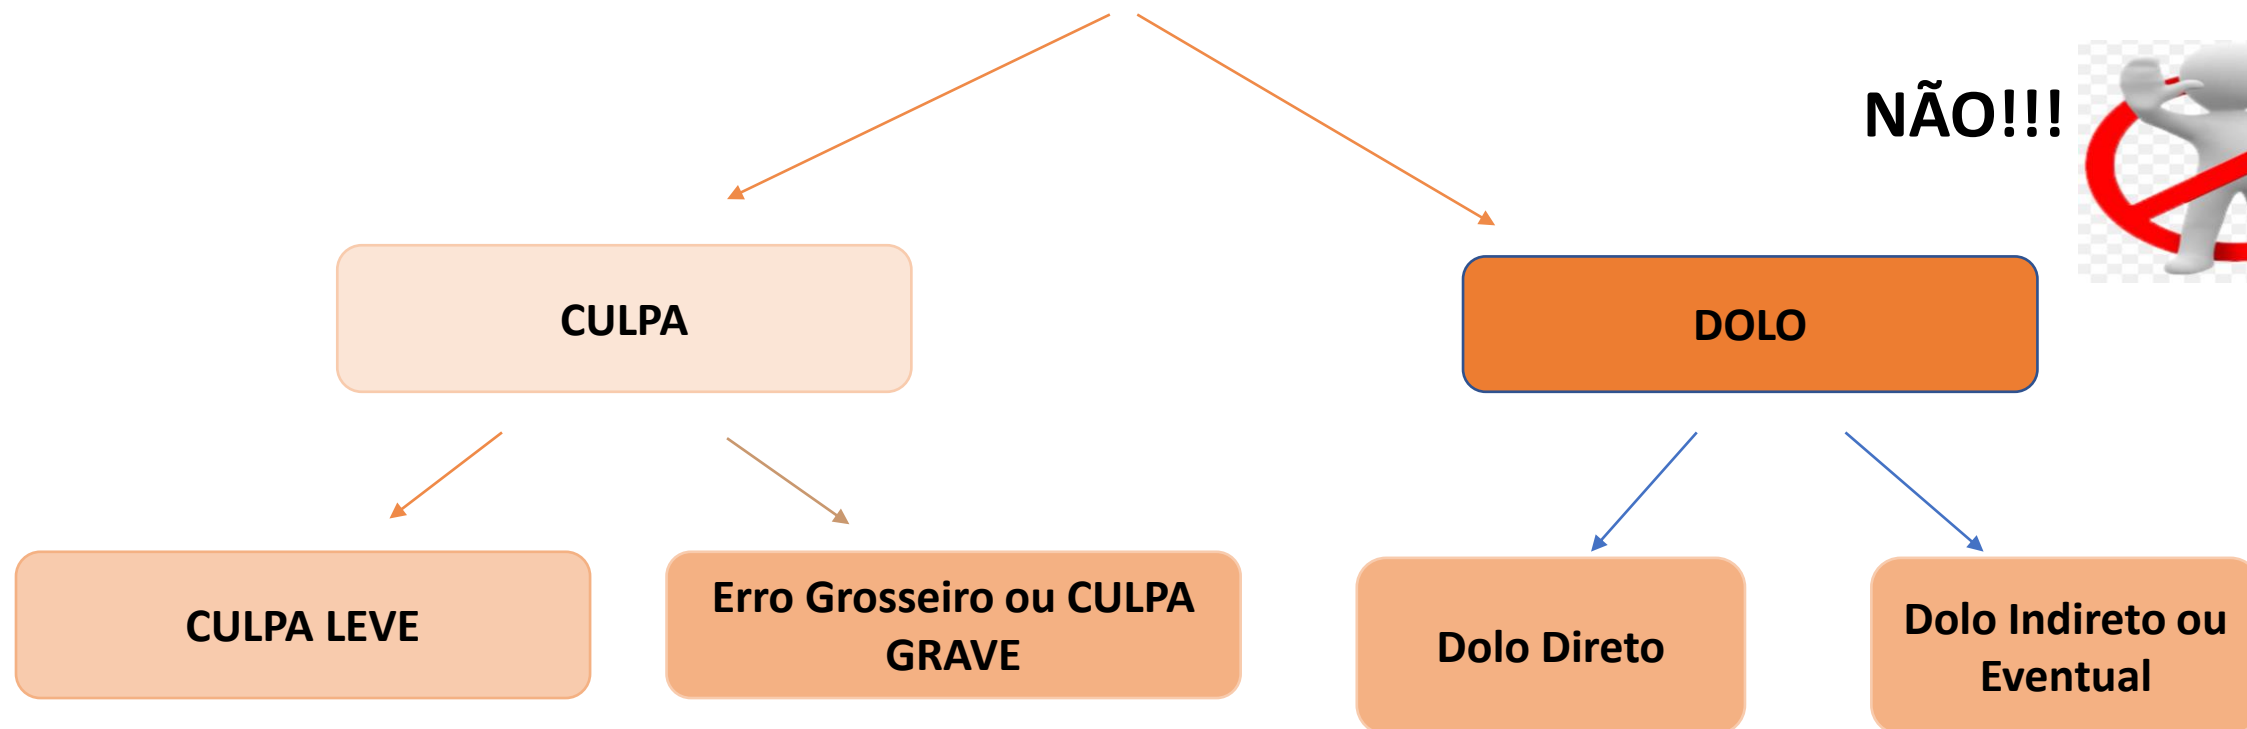 NÃO!!!
CULPA
DOLO
CULPA LEVE
Erro Grosseiro ou CULPA
GRAVE
Dolo Direto
Dolo Indireto ou
Eventual